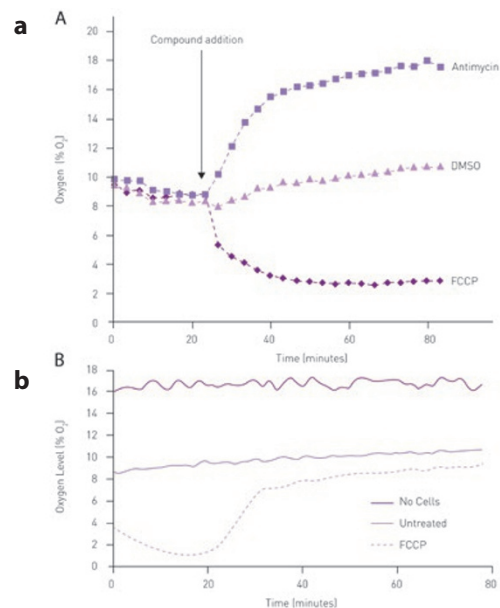 a
A
20
18
16
14
12
10
8
6
4
2
0
Oxygen [% O₂]
Compound addition
Antimycin
DMSO
FCCP
0
20
40
60
80
Time [minutes]
b
B
18
16
14
12
10
8
6
4
2
0
Oxygen Level [% O₂]
No Cells
Untreated
FCCP
0
20
40
60
80
Time [minutes]